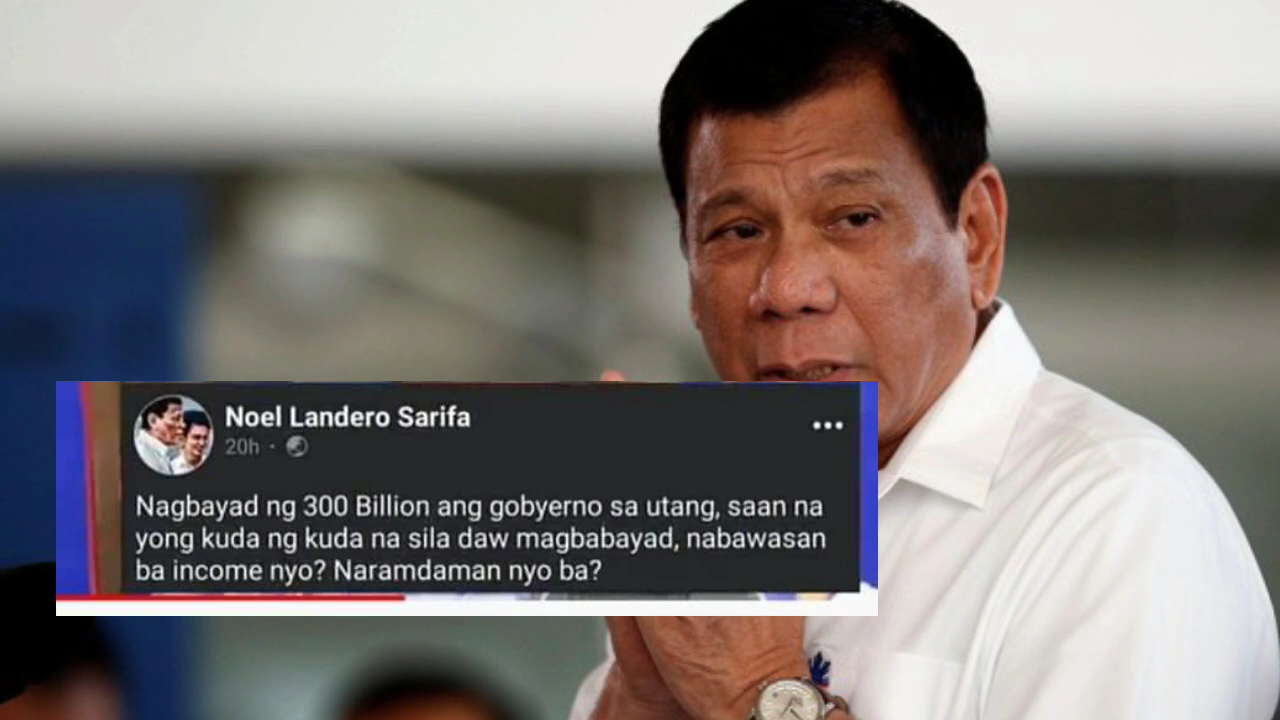 Noel Landero Sarifa
20h ·
Nagbayad ng 300 Billion ang gobyerno sa utang, saan na
yong kuda ng kuda na sila daw magbabayad, nabawasan
ba income nyo? Naramdaman nyo ba?